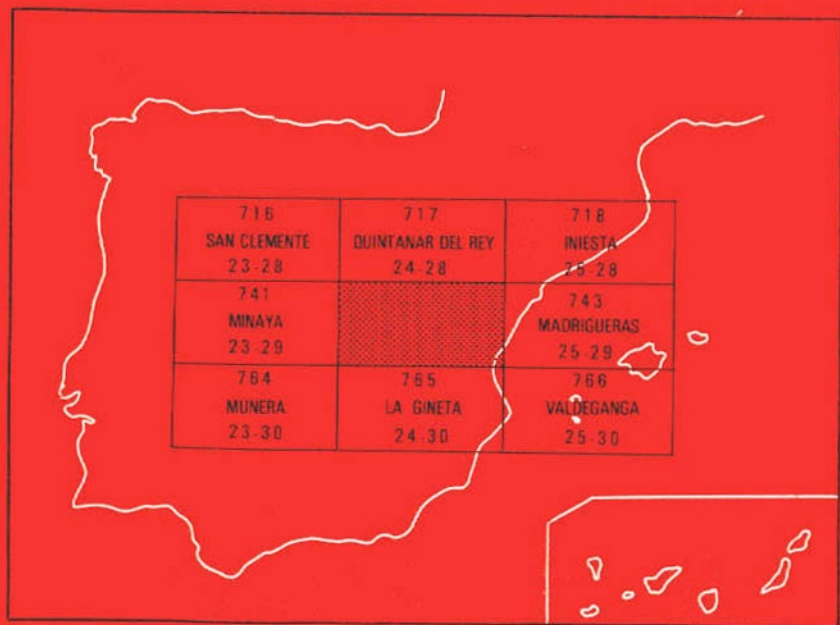 716
SAN CLEMENTE
23-28
717
QUINTANAR DEL REY
24-28
718
INIESTA
25-28
741
MINAYA
23-29
743
MADRIGUERAS
25-29
764
MUNERA
23-30
765
LA GINETA
24-30
766
VALDEGANGA
25-30